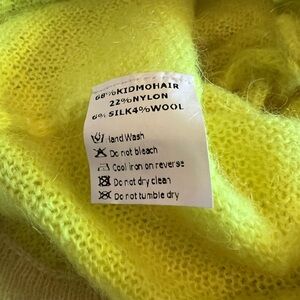 68%KIDMOHAIR
22%NYLON
6%SILK4%WOOL
Hand Wash
Do not bleach
Cool iron on reverse
Do not dry clean
Do not tumble dry